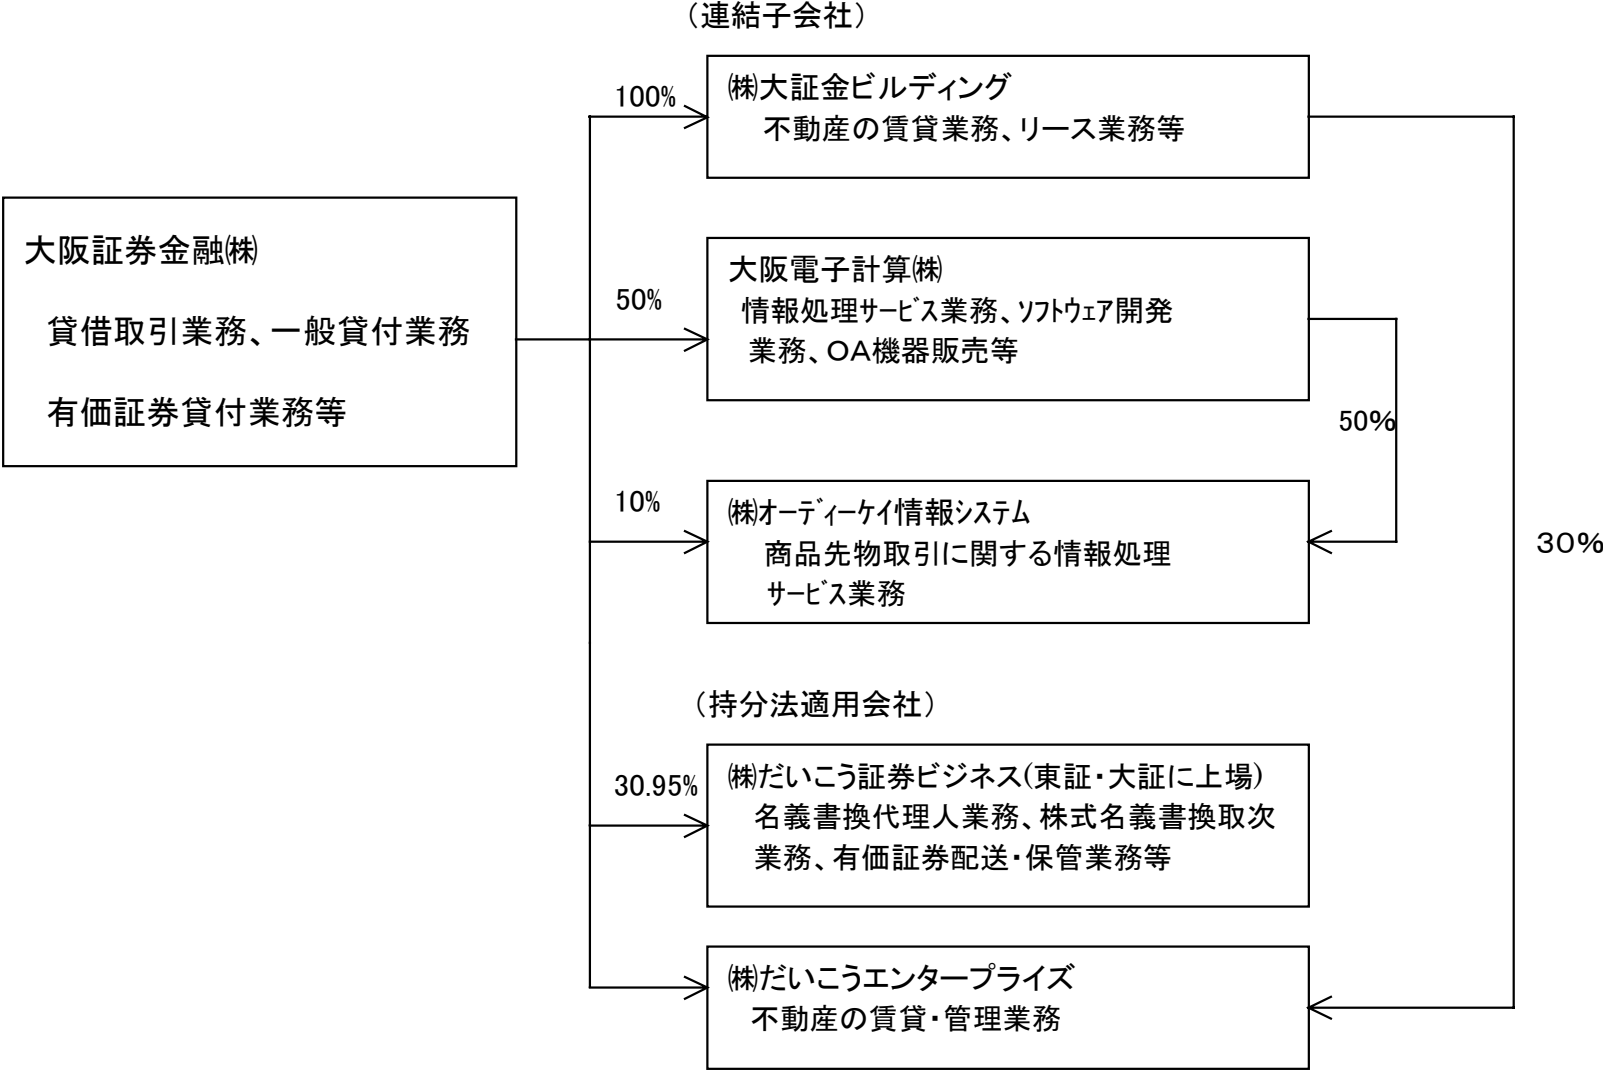 （連結子会社）
100%
㈱大証金ビルディング
不動産の賃貸業務、リース業務等
大阪証券金融㈱
貸借取引業務、一般貸付業務
有価証券貸付業務等
50%
大阪電子計算㈱
情報処理ｻｰﾋﾞｽ業務、ｿﾌﾄｳｪｱ開発
業務、ＯＡ機器販売等
50%
10%
㈱ｵｰﾃﾞｨｰｹｲ情報ｼｽﾃﾑ
商品先物取引に関する情報処理
ｻｰﾋﾞｽ業務
30%
（持分法適用会社）
30.95%
㈱だいこう証券ビジネス(東証・大証に上場)
名義書換代理人業務、株式名義書換取次
業務、有価証券配送・保管業務等
㈱だいこうエンタープライズ
不動産の賃貸・管理業務